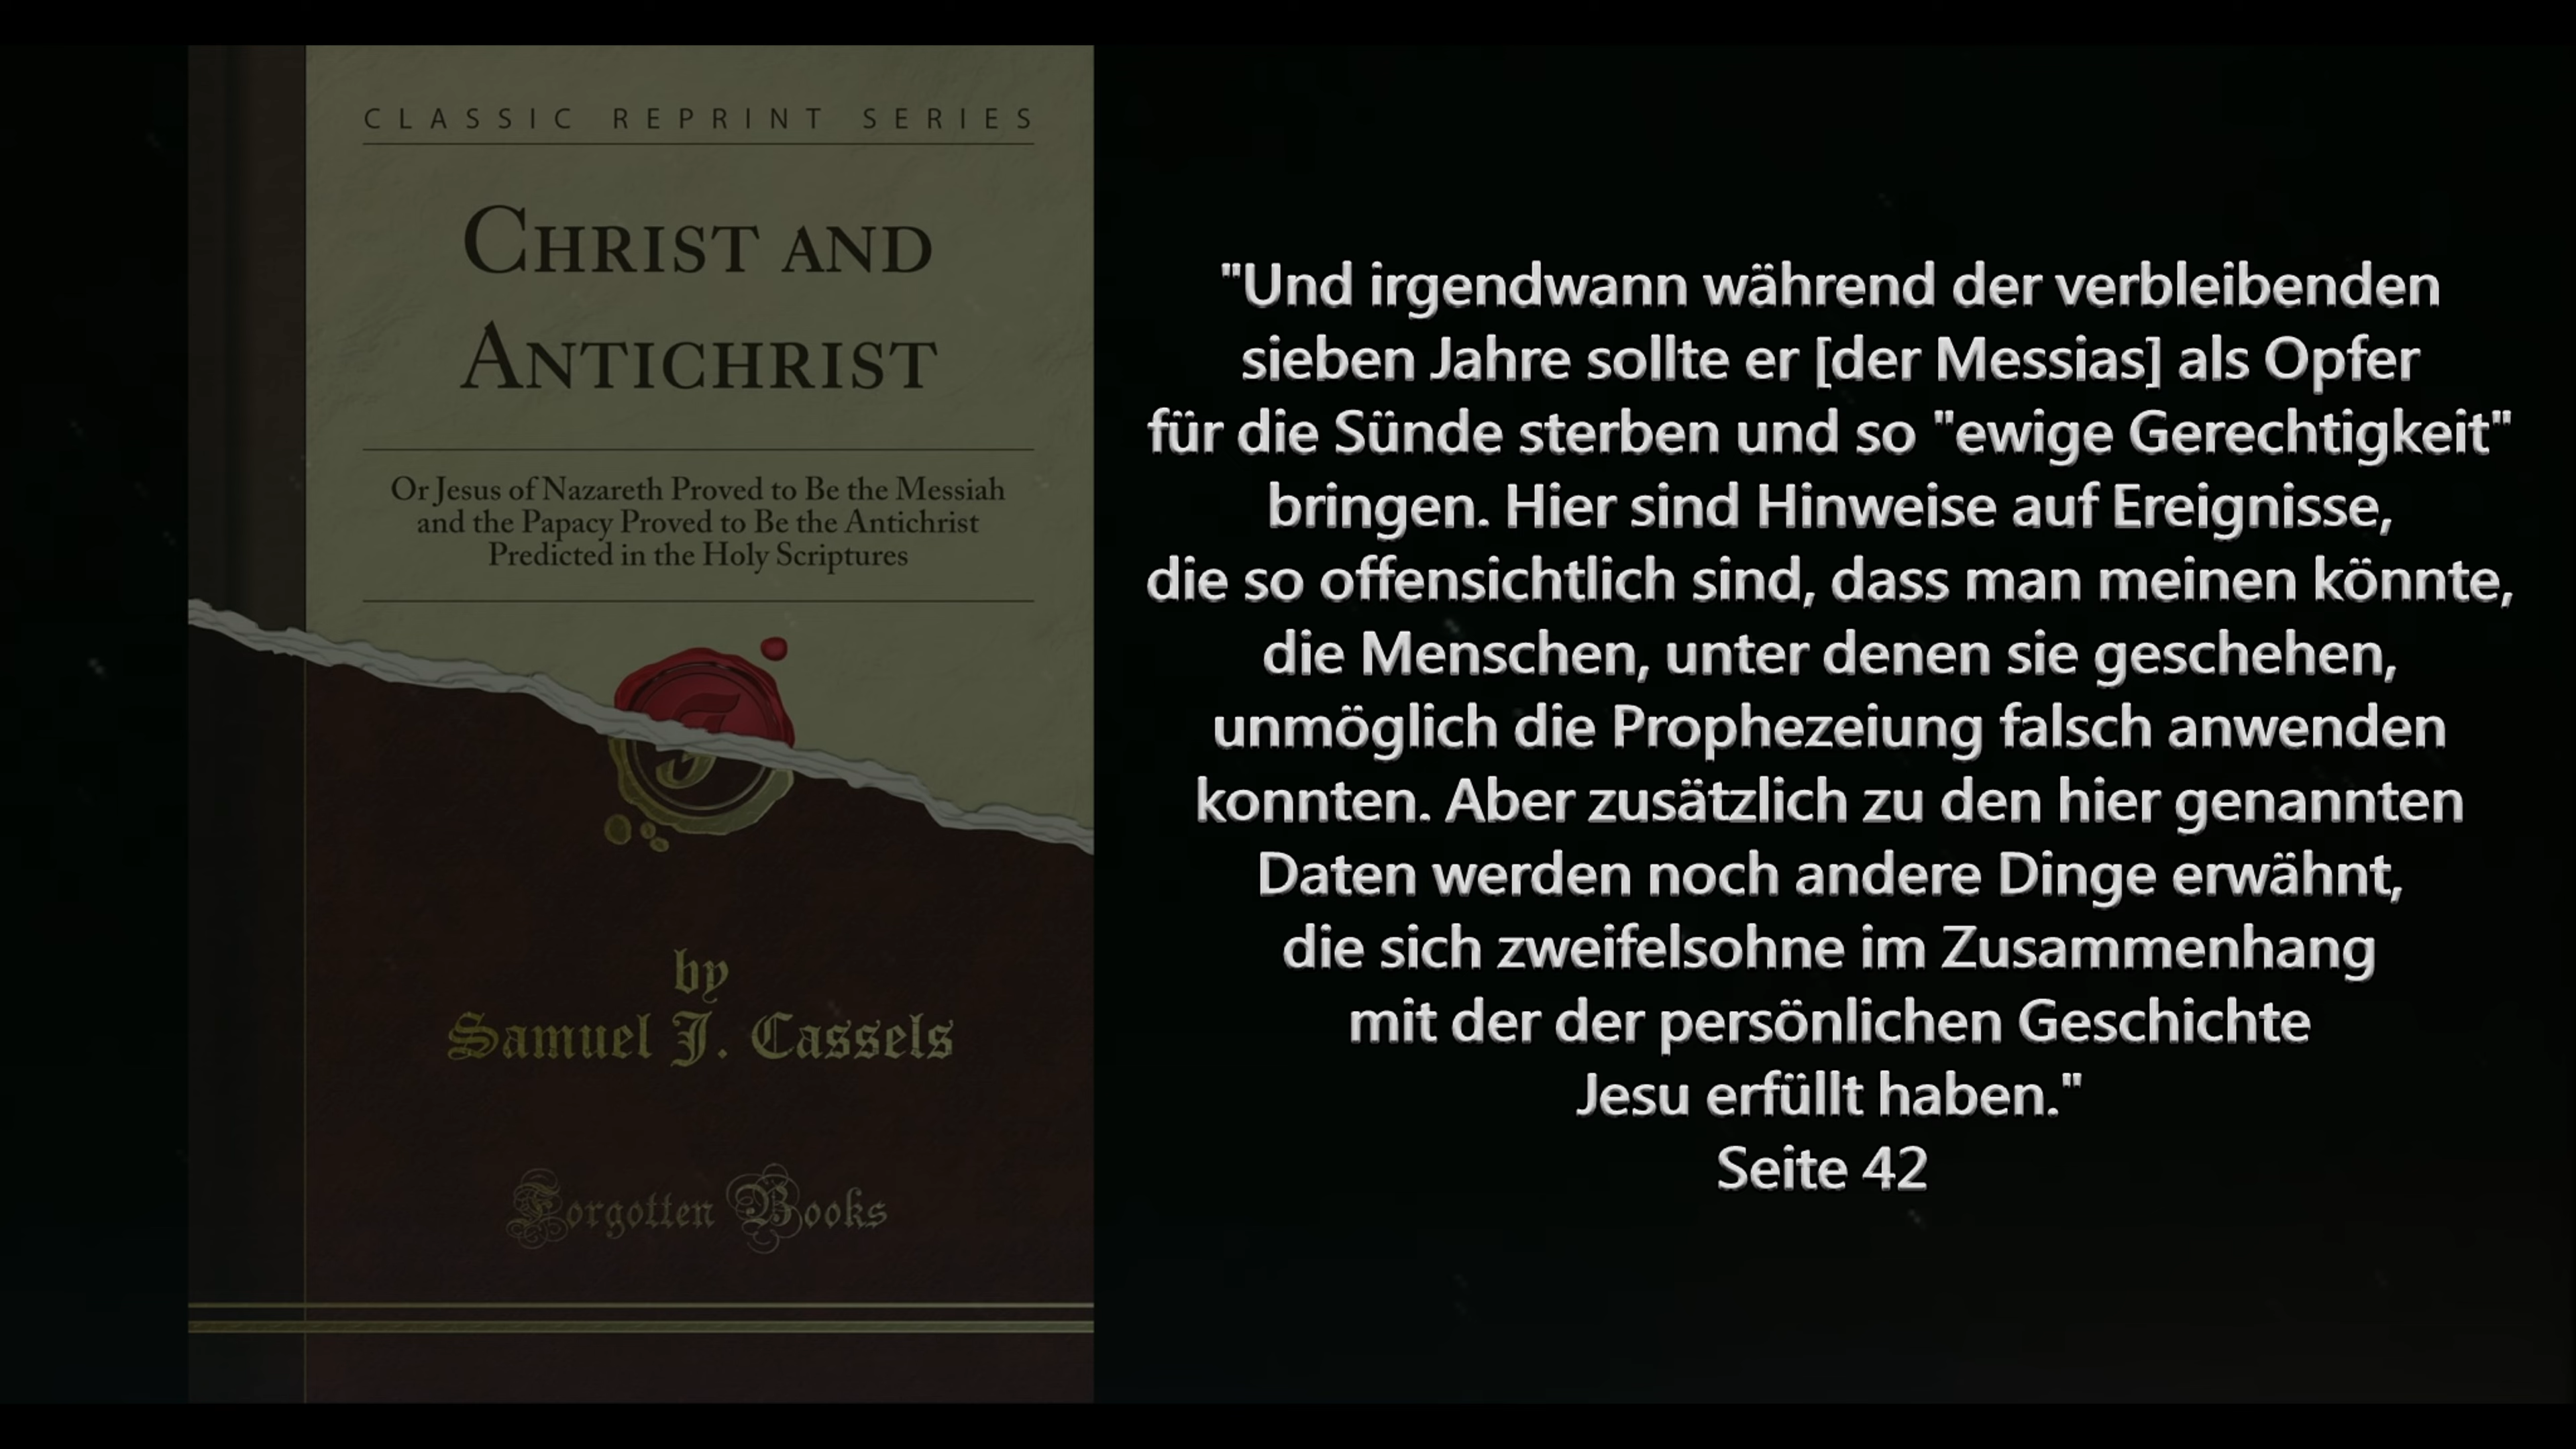 CLASSIC REPRINT SERIES
CHRIST AND
ANTICHRIST
Or Jesus of Nazareth Proved to Be the Messiah
and the Papacy Proved to Be the Antichrist
Predicted in the Holy Scriptures
by
Samuel J. Cassels
Forgotten Books
"Und irgendwann während der verbleibenden
sieben Jahre sollte er [der Messias] als Opfer
für die Sünde sterben und so "ewige Gerechtigkeit"
bringen. Hier sind Hinweise auf Ereignisse,
die so offensichtlich sind, dass man meinen könnte,
die Menschen, unter denen sie geschehen,
unmöglich die Prophezeiung falsch anwenden
konnten. Aber zusätzlich zu den hier genannten
Daten werden noch andere Dinge erwähnt,
die sich zweifelsohne im Zusammenhang
mit der der persönlichen Geschichte
Jesu erfüllt haben."
Seite 42